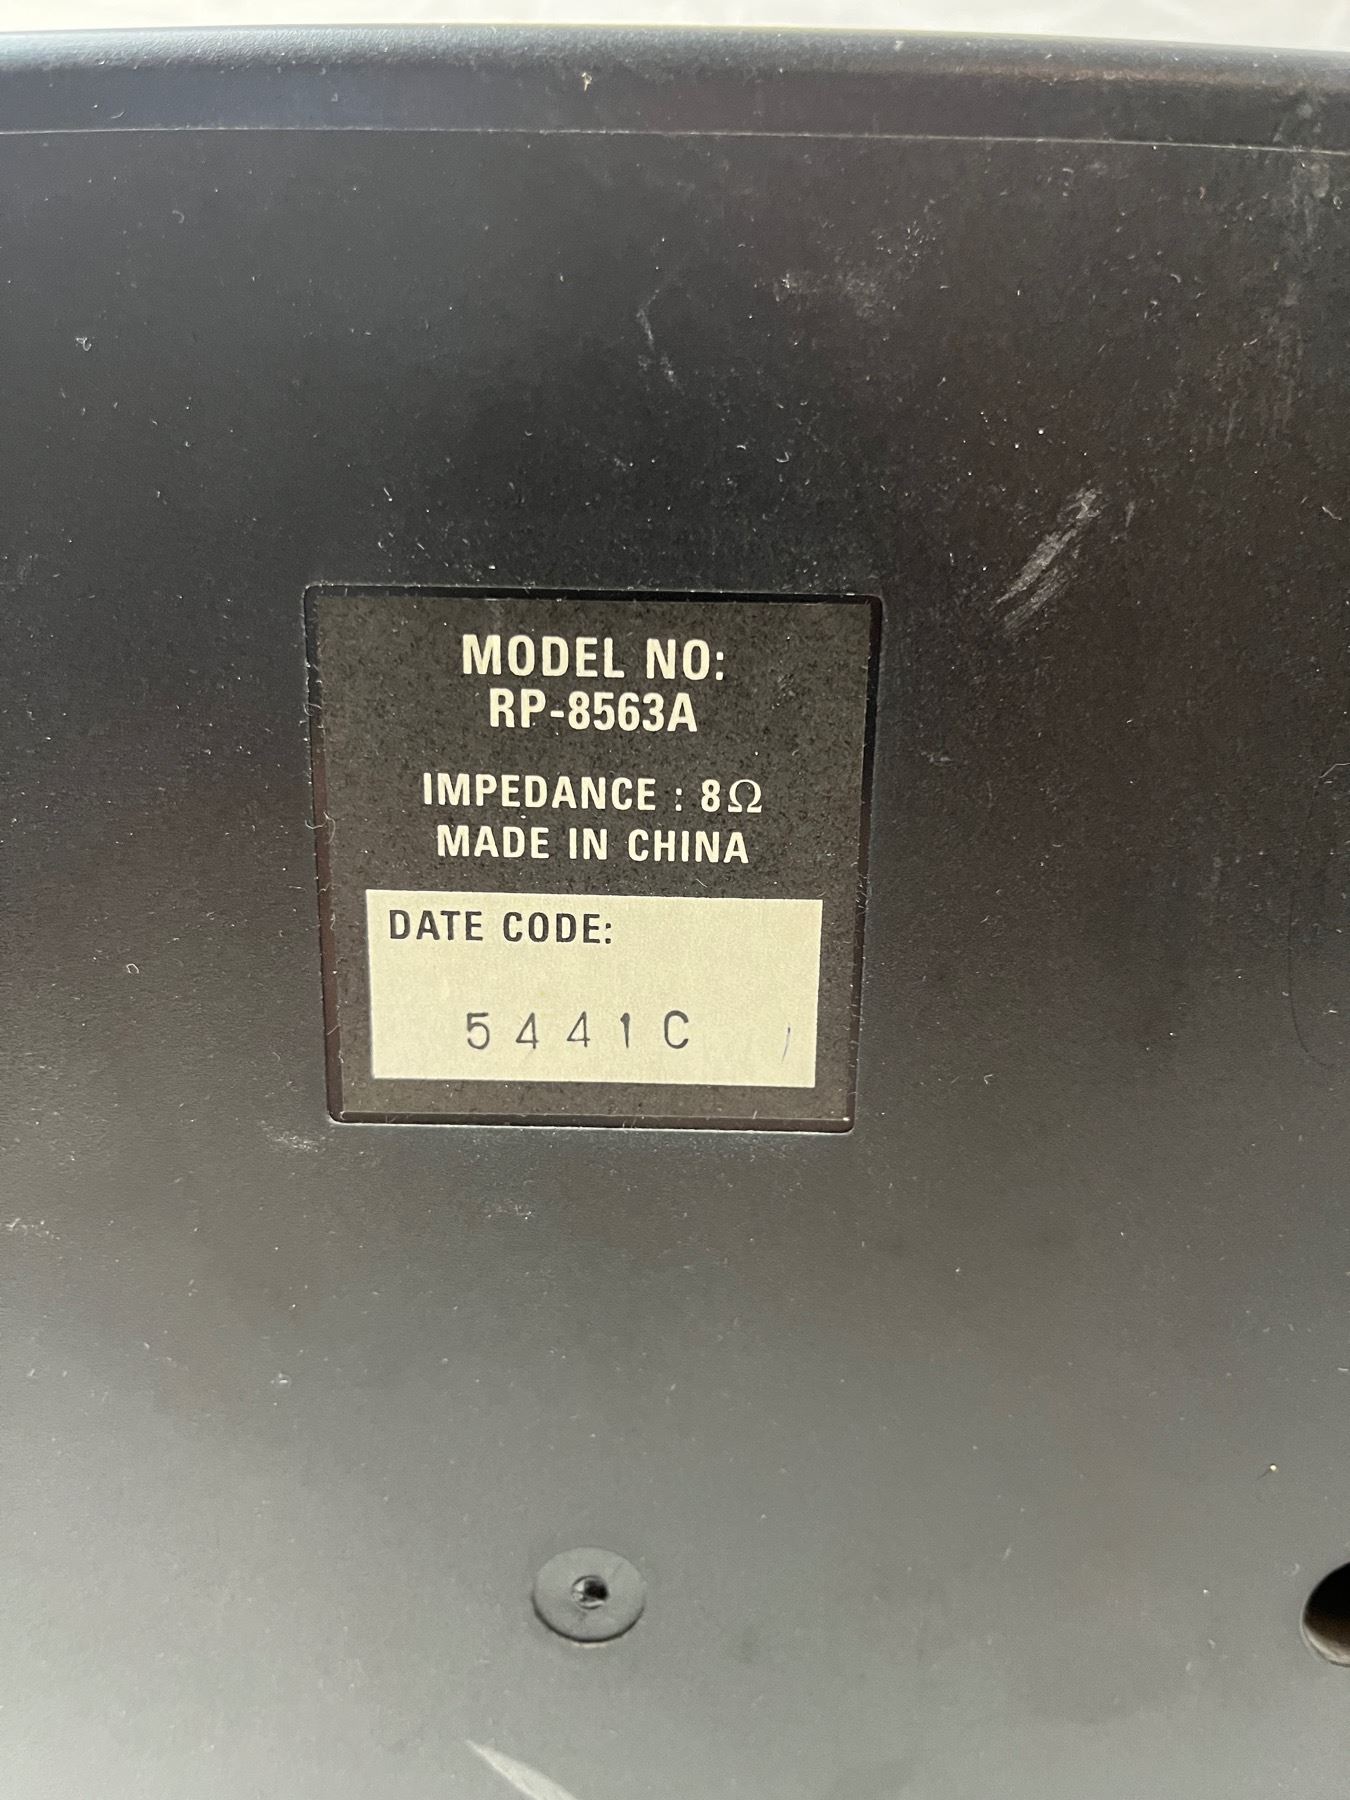 MODEL NO:
RP-8563A
IMPEDANCE : 8Ω
MADE IN CHINA
DATE CODE:
5441C